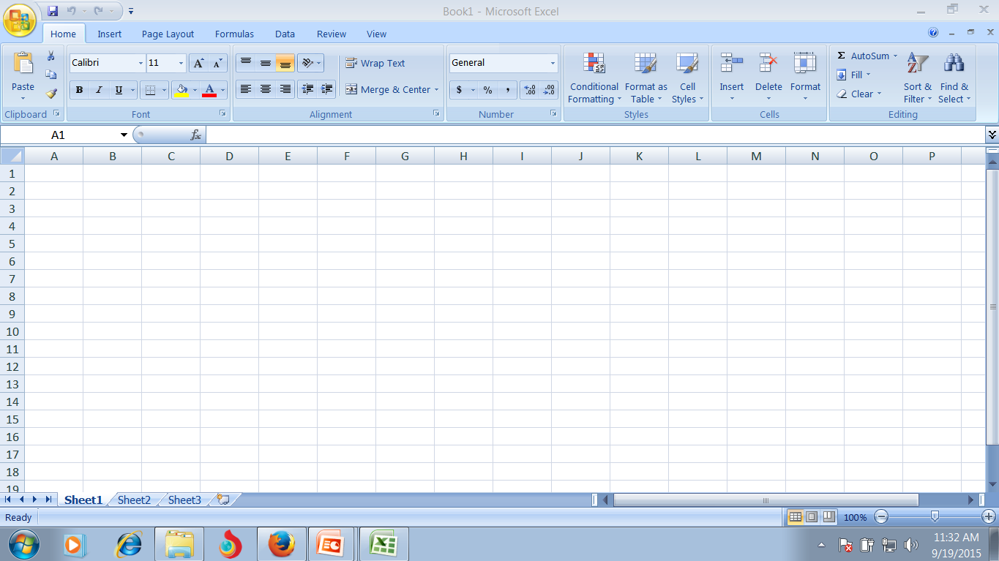 Book1 - Microsoft Excel
Home Insert Page Layout Formulas Data Review View
Paste
Clipboard
Calibri 11
B I U
Font
Wrap Text
Merge & Center
Alignment
General
$ % ,
Number
Conditional Formatting
Format as Table
Cell Styles
Styles
Insert
Delete
Format
Cells
Σ AutoSum
Fill
Clear
Sort & Filter
Find & Select
Editing
A1 fx
A B C D E F G H I J K L M N O P
1
2
3
4
5
6
7
8
9
10
11
12
13
14
15
16
17
18
19
Sheet1 Sheet2 Sheet3
Ready 100%
11:32 AM
9/19/2015